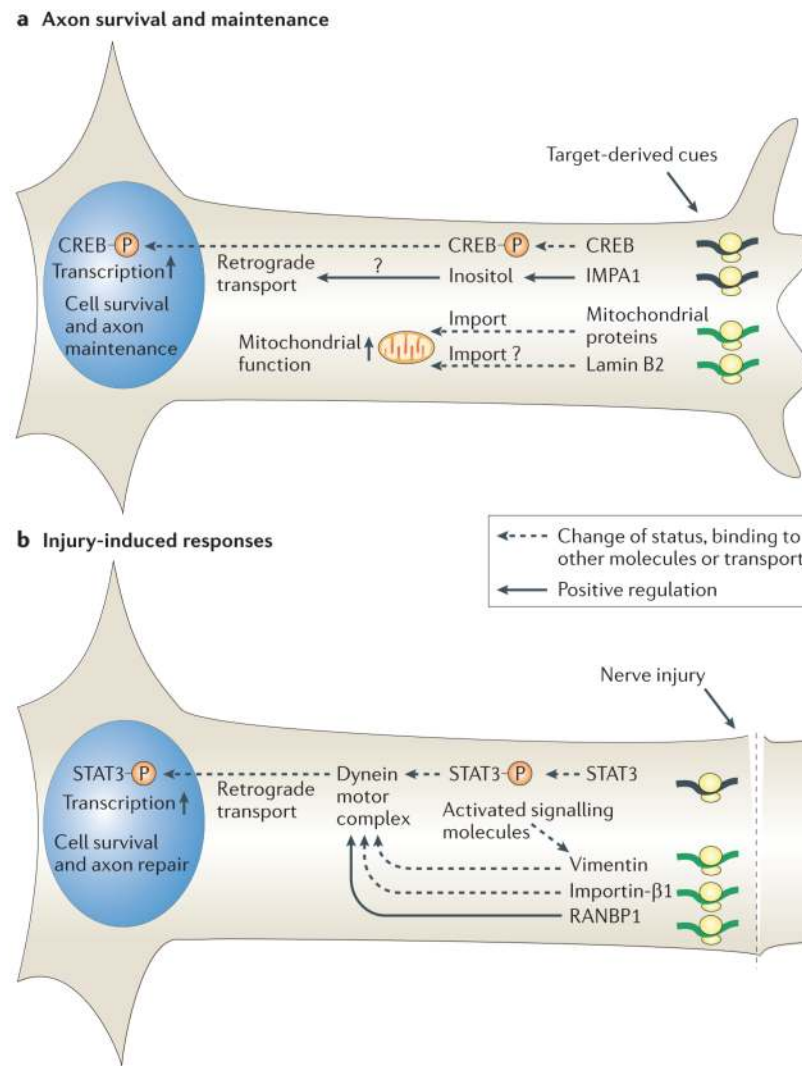 a Axon survival and maintenance
Target-derived cues
CREB P CREB P CREB
Transcription Retrograde transport ? Inositol IMPA1
Cell survival
and axon
maintenance
Mitochondrial
function
Import
Import ?
Mitochondrial
proteins
Lamin B2
b Injury-induced responses
Change of status, binding to
other molecules or transport
Positive regulation
Nerve injury
STAT3 P
Transcription
Cell survival
and axon repair
Retrograde
transport
Dynein
motor
complex
STAT3 P STAT3
Activated signalling
molecules
Vimentin
Importin-β1
RANBP1